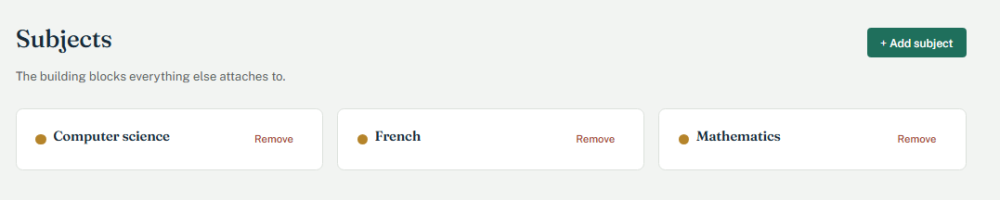 Subjects
+ Add subject
The building blocks everything else attaches to.
Computer science
Remove
French
Remove
Mathematics
Remove